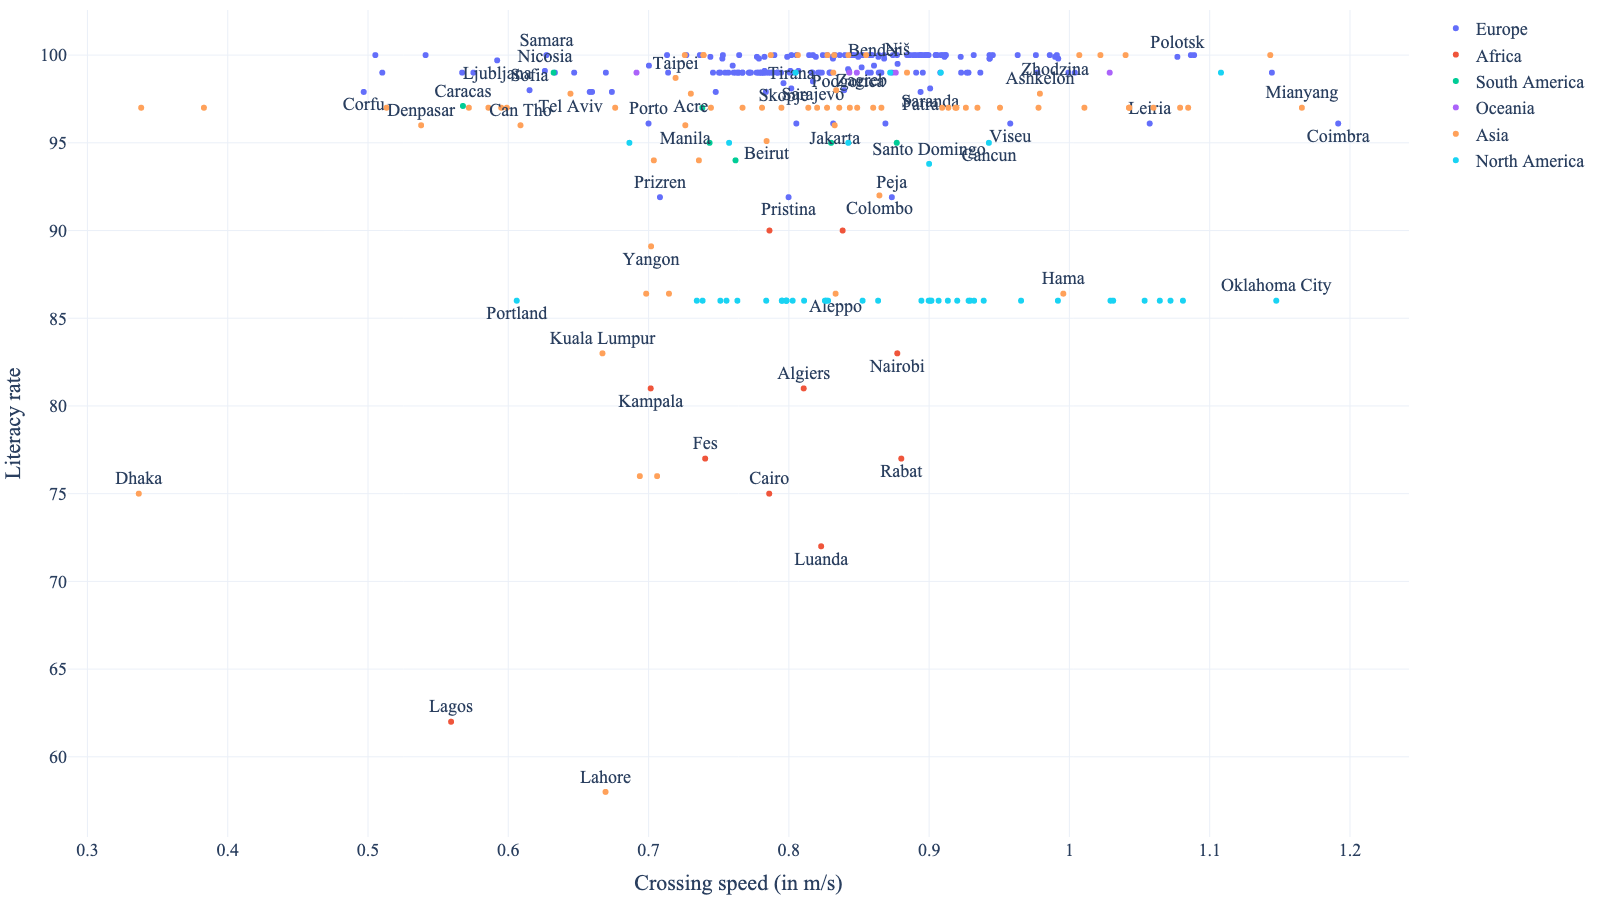 Samara
Nicosia
Ljubljana
Sofia
Taipei
Bender
Niš
Polotsk
Zhodzina
Ashkelon
Tirana
Podgorica
Zagreb
Skopje
Sarajevo
Corfu
Caracas
Denpasar
Can Tho
Tel Aviv
Porto
Acre
Patra
Saranda
Leiria
Mianyang
Manila
Beirut
Jakarta
Santo Domingo
Cancun
Viseu
Coimbra
Prizren
Pristina
Peja
Colombo
Yangon
Hama
Aleppo
Portland
Oklahoma City
Kuala Lumpur
Nairobi
Algiers
Kampala
Fes
Rabat
Dhaka
Cairo
Luanda
Lagos
Lahore
100
95
90
85
80
75
70
65
60
Literacy rate
0.3
0.4
0.5
0.6
0.7
0.8
0.9
1
1.1
1.2
Crossing speed (in m/s)
Europe
Africa
South America
Oceania
Asia
North America